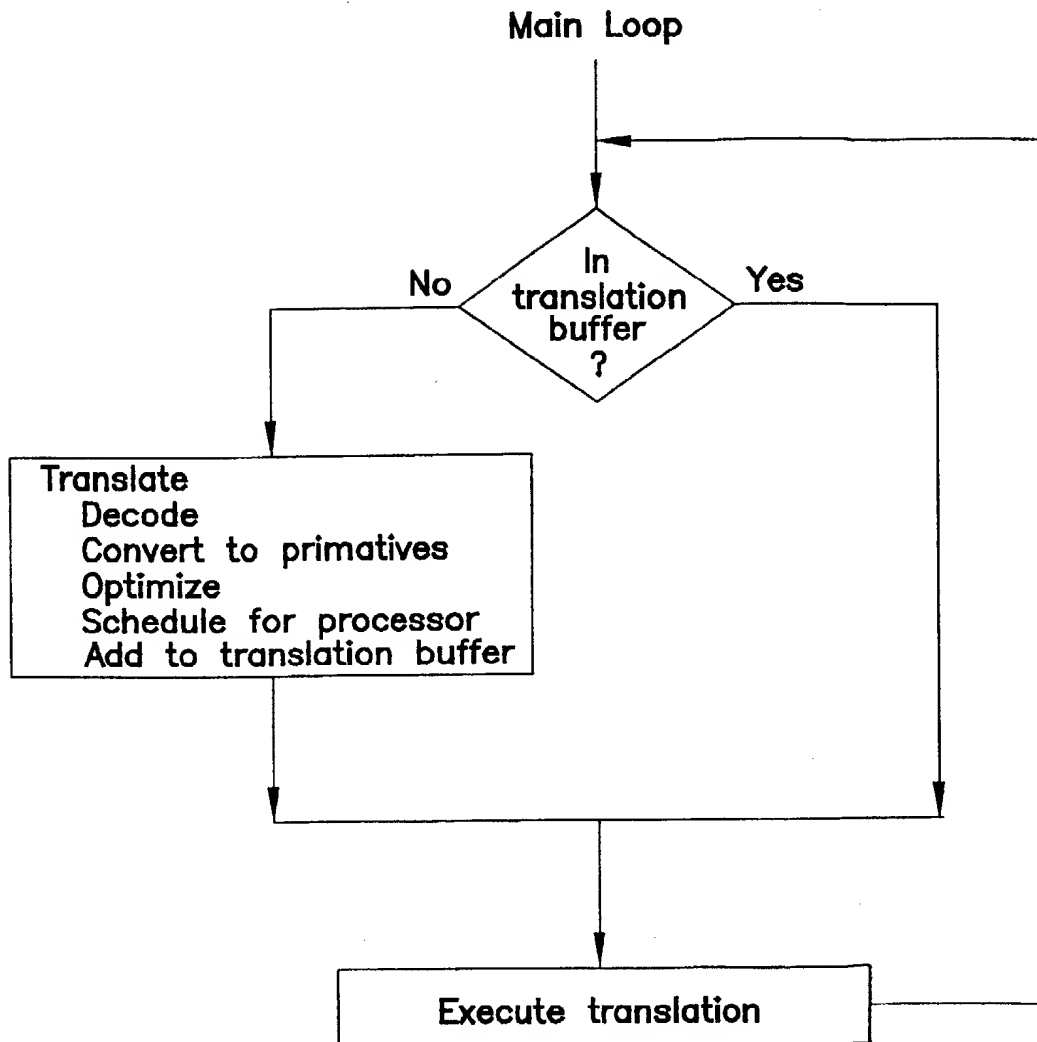 Main Loop
In
translation
buffer
?
No
Yes
Translate
Decode
Convert to primatives
Optimize
Schedule for processor
Add to translation buffer
Execute translation